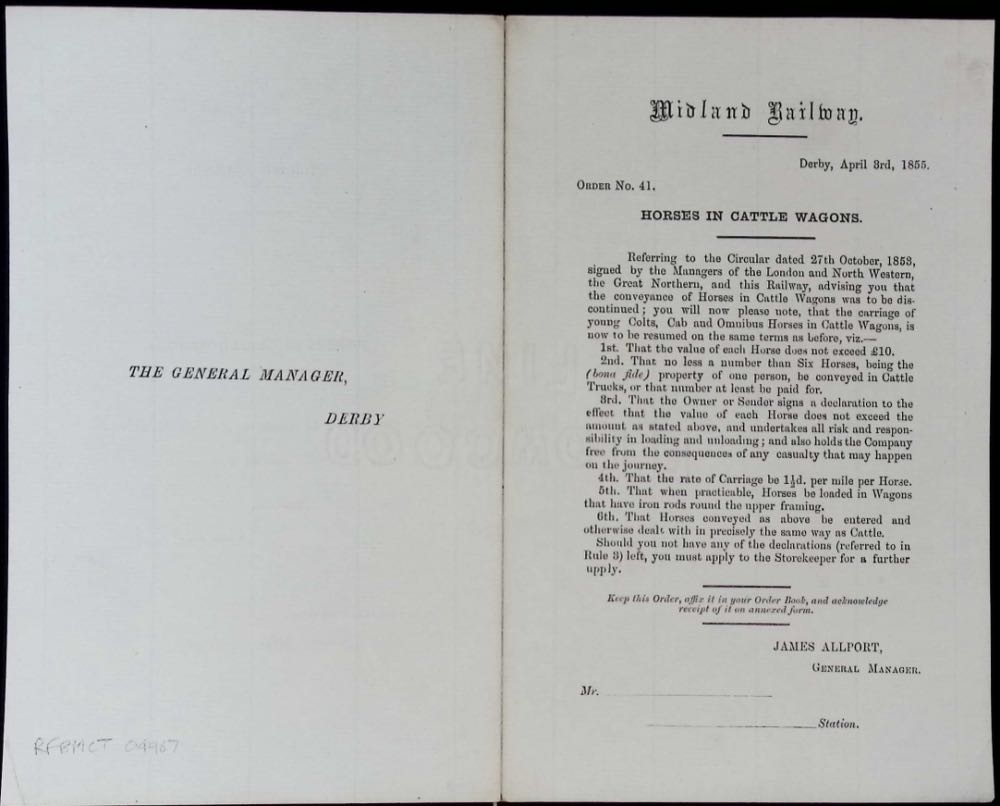 THE GENERAL MANAGER,
DERBY
RFBMCT 04967
Midland Railway.
Derby, April 3rd, 1855.
ORDER No. 41.
HORSES IN CATTLE WAGONS.
Referring to the Circular dated 27th October, 1853,
signed by the Managers of the London and North Western,
the Great Northern, and this Railway, advising you that
the conveyance of Horses in Cattle Wagons was to be dis-
continued; you will now please note, that the carriage of
young Colts, Cab and Omnibus Horses in Cattle Wagons, is
now to be resumed on the same terms as before, viz.—
1st. That the value of each Horse does not exceed £10.
2nd. That no less a number than Six Horses, being the
(bona fide) property of one person, be conveyed in Cattle
Trucks, or that number at least be paid for.
3rd. That the Owner or Sender signs a declaration to the
effect that the value of each Horse does not exceed the
amount as stated above, and undertakes all risk and respon-
sibility in loading and unloading; and also holds the Company
free from the consequences of any casualty that may happen
on the journey.
4th. That the rate of Carriage be 1½d. per mile per Horse.
5th. That when practicable, Horses be loaded in Wagons
that have iron rods round the upper framing.
6th. That Horses conveyed as above be entered and
otherwise dealt with in precisely the same way as Cattle.
Should you not have any of the declarations (referred to in
Rule 3) left, you must apply to the Storekeeper for a further
upply.
Keep this Order, affix it in your Order Book, and acknowledge
receipt of it on annexed form.
JAMES ALLPORT,
GENERAL MANAGER.
Mr.
Station.